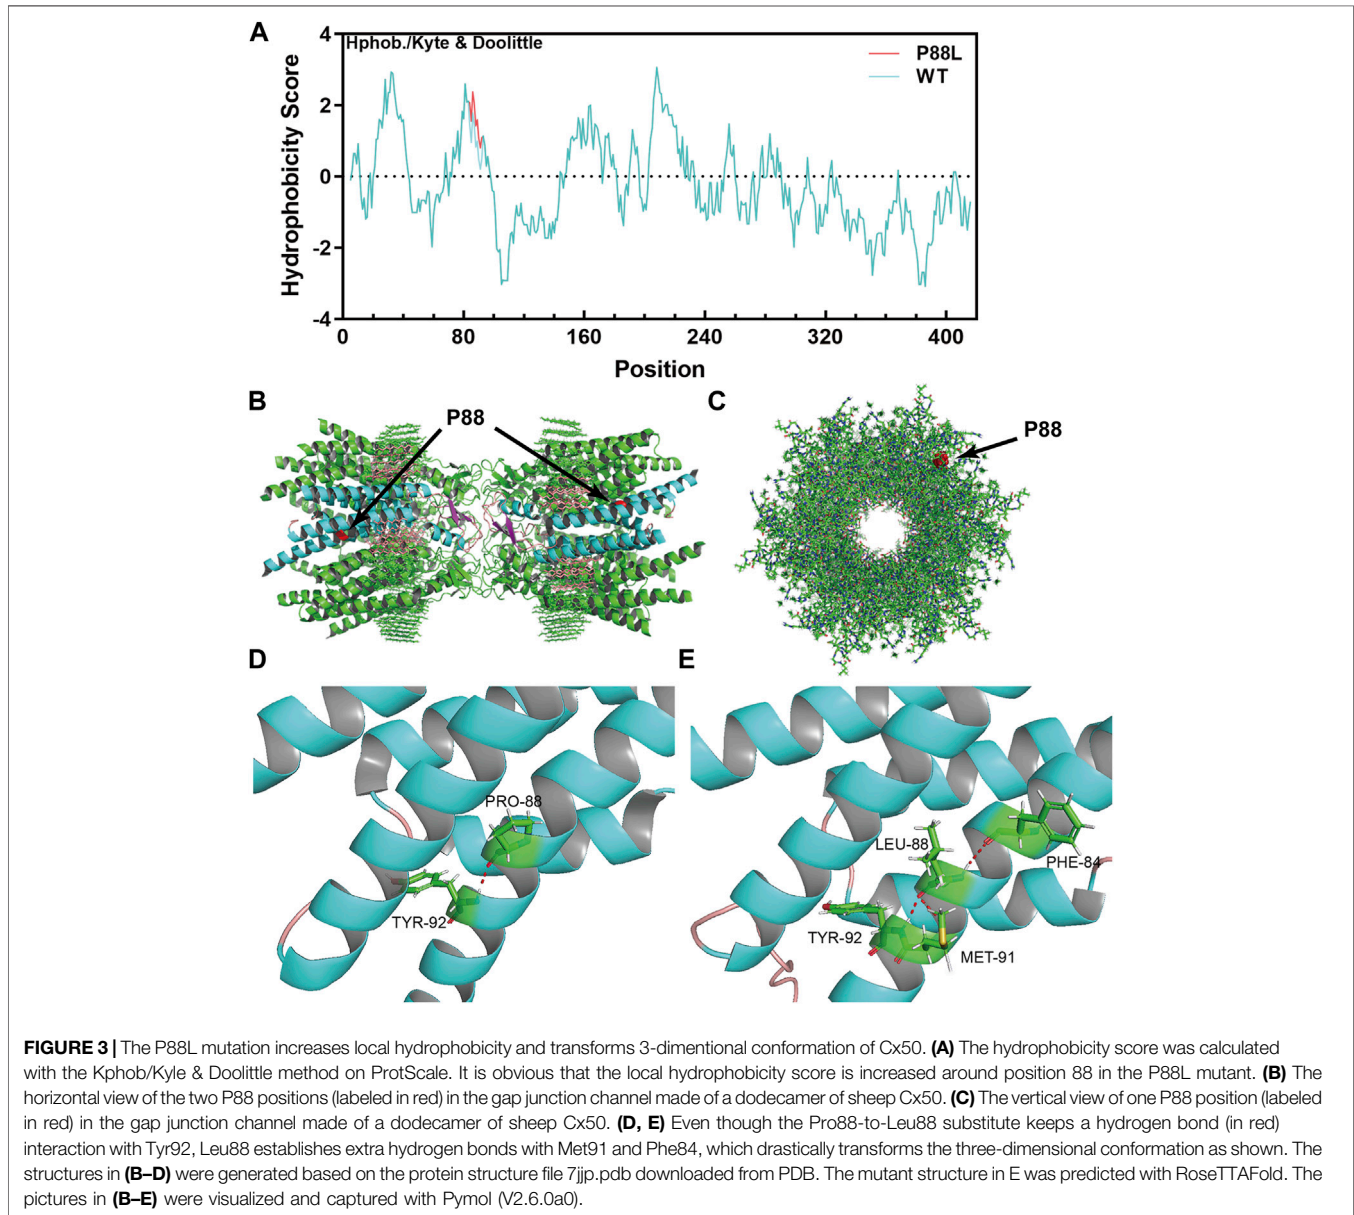 A
Hphob./Kyte & Doolittle
P88L
WT
Hydrophobicity Score
4
2
0
-2
-4
0 80 160 240 320 400
Position
B
P88
C
P88
D
PRO-88
TYR-92
E
LEU-88
PHE-84
TYR-92
MET-91
FIGURE 3 | The P88L mutation increases local hydrophobicity and transforms 3-dimentional conformation of Cx50. (A) The hydrophobicity score was calculated
with the Kphob/Kyle & Doolittle method on ProtScale. It is obvious that the local hydrophobicity score is increased around position 88 in the P88L mutant. (B) The
horizontal view of the two P88 positions (labeled in red) in the gap junction channel made of a dodecamer of sheep Cx50. (C) The vertical view of one P88 position (labeled
in red) in the gap junction channel made of a dodecamer of sheep Cx50. (D, E) Even though the Pro88-to-Leu88 substitute keeps a hydrogen bond (in red)
interaction with Tyr92, Leu88 establishes extra hydrogen bonds with Met91 and Phe84, which drastically transforms the three-dimensional conformation as shown. The
structures in (B–D) were generated based on the protein structure file 7jjp.pdb downloaded from PDB. The mutant structure in E was predicted with RoseTTAFold. The
pictures in (B–E) were visualized and captured with Pymol (V2.6.0a0).